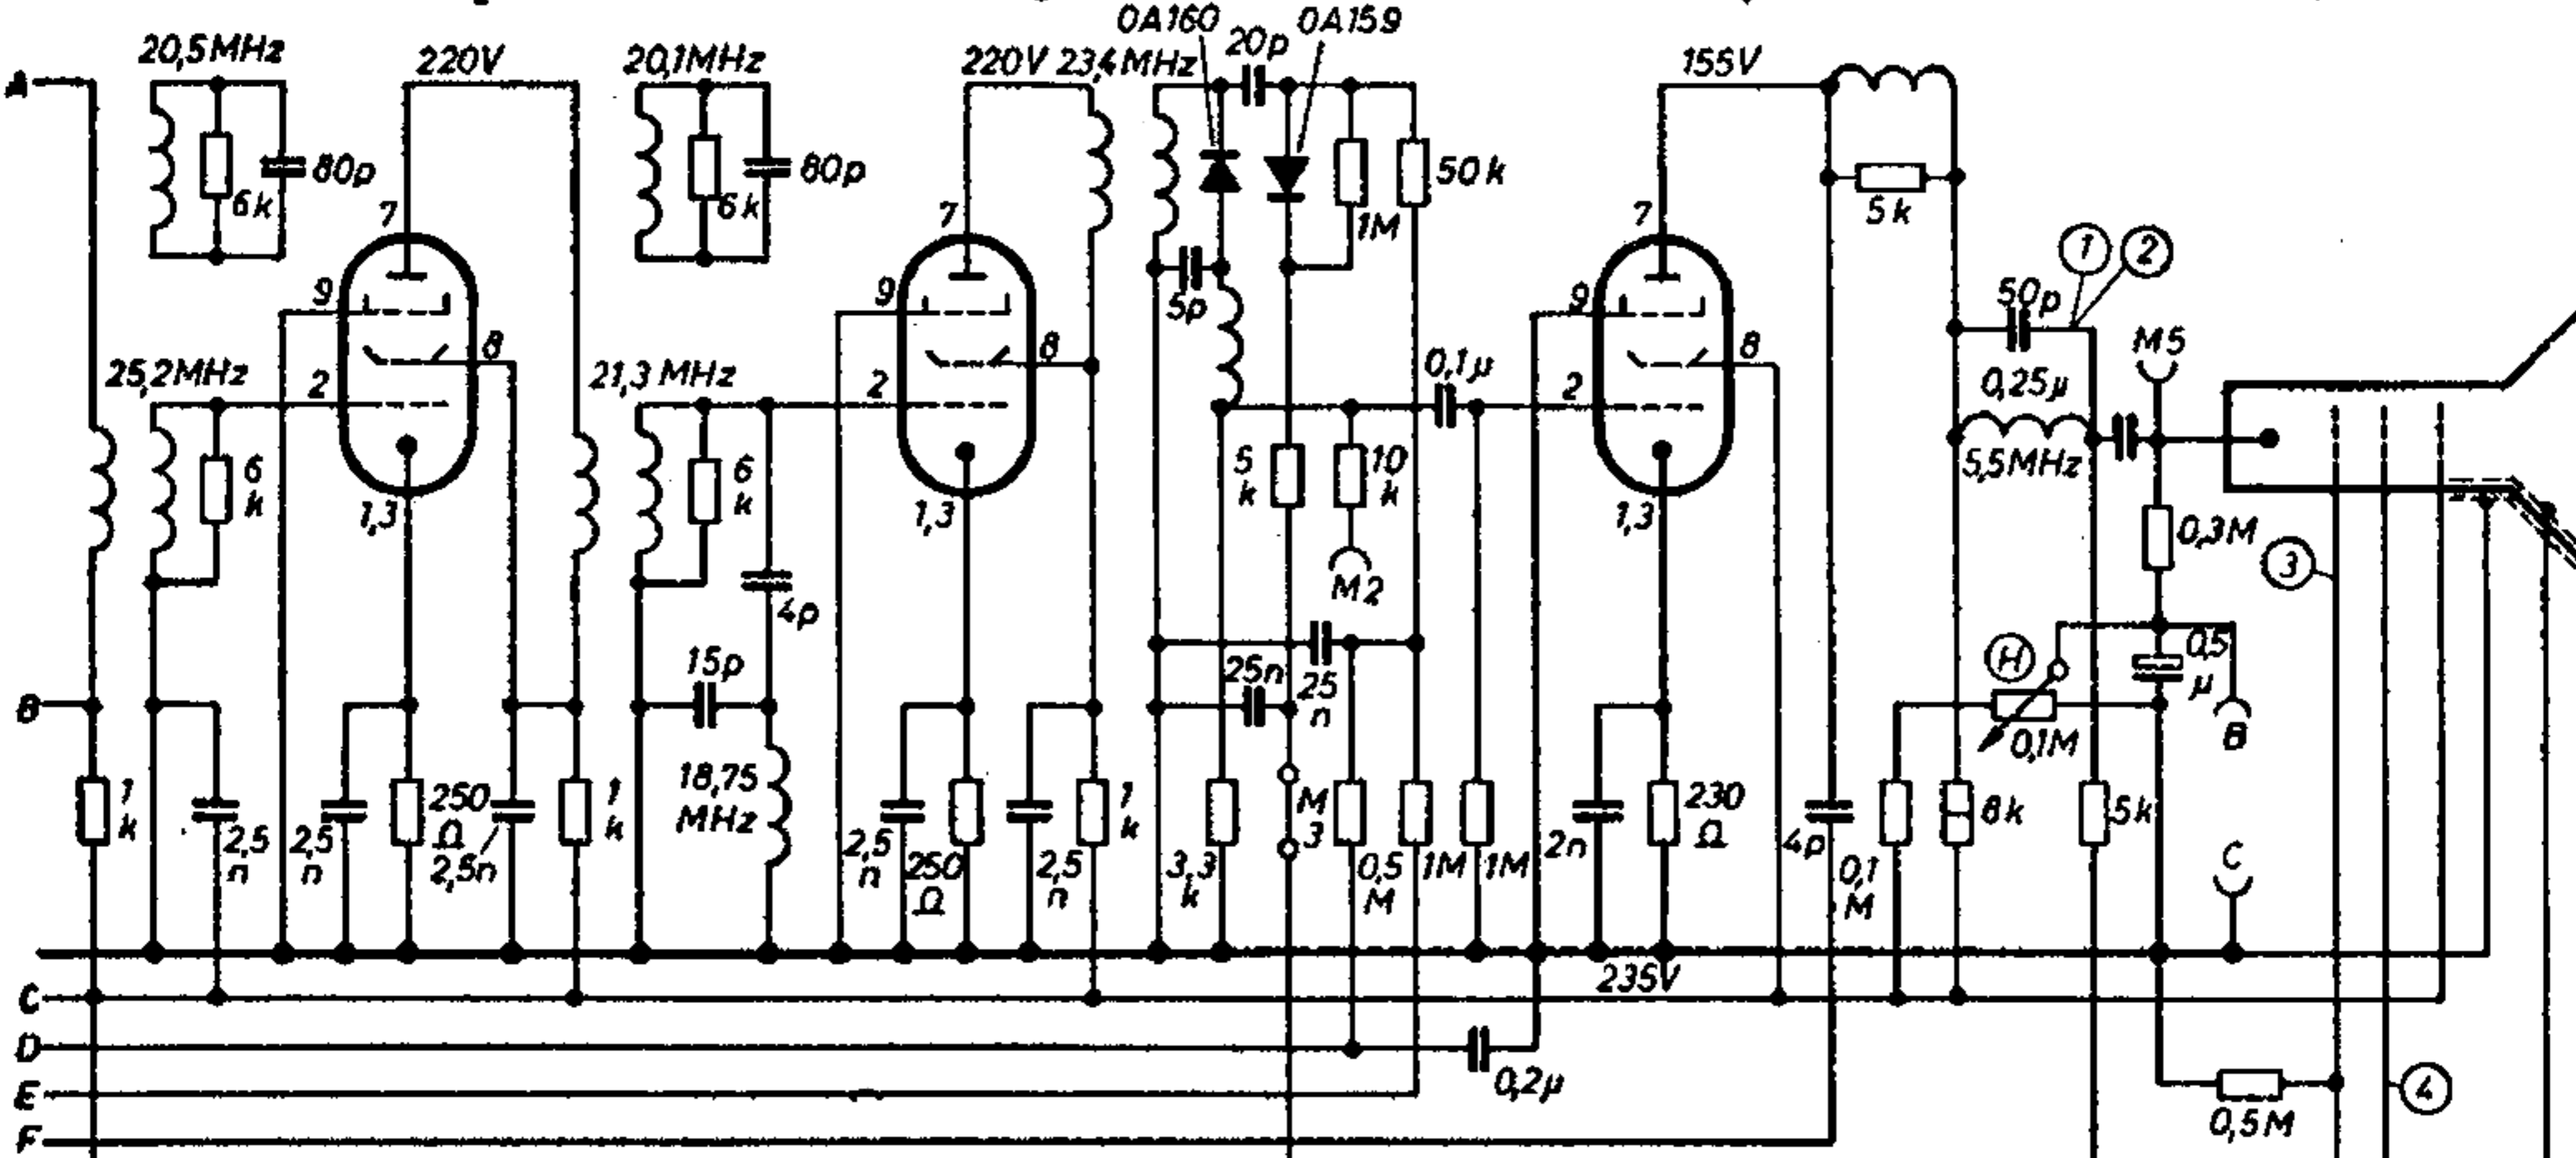 0A160
0A159
20,5MHz
220V
20,1MHz
220V
23,4MHz
20p
155V
A
80p
6k
80p
6k
50k
1M
5k
7
7
7
1
2
9
8
9
8
5p
9
8
50p
M5
25,2MHz
2
21,3MHz
2
0,1µ
2
0,25µ
5,5MHz
6
k
6
k
5
k
10
k
1,3
1,3
1,3
0,3M
3
4p
M2
15p
25n
25
n
H
0,5
µ
B
0,1M
B
1
k
2,5
n
2,5
n
250
Ω
2,5n
1
k
18,75
MHz
2,5
n
250
Ω
2,5
n
1
k
3,3
k
M
3
0,5
M
1M
1M
2n
230
Ω
4p
0,1
M
8k
5k
C
C
235V
D
0,2µ
E
4
F
0,5M